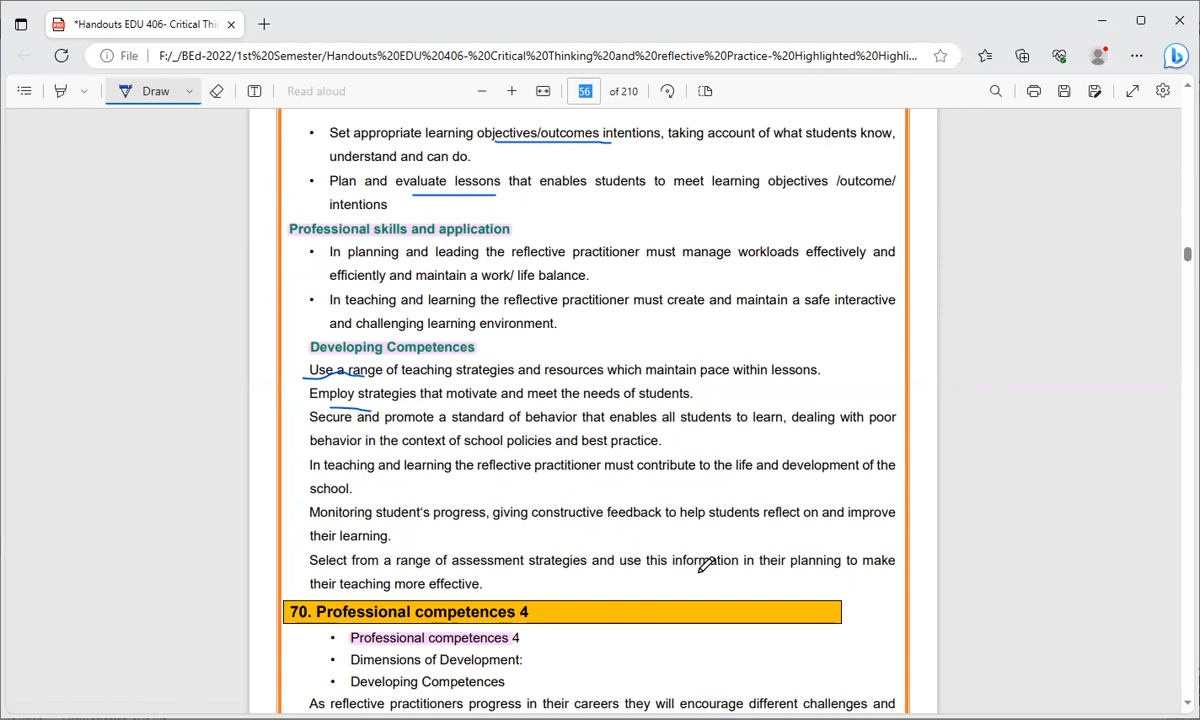 *Handouts EDU 406- Critical Thi
File
F:/_/BEd-2022/1st%20Semester/Handouts%20EDU%20406-%20Critical%20Thinking%20and%20reflective%20Practice-%20Highlighted%20Highli...
Draw
Read aloud
56 of 210
• Set appropriate learning objectives/outcomes intentions, taking account of what students know,
understand and can do.
• Plan and evaluate lessons that enables students to meet learning objectives /outcome/
intentions
Professional skills and application
• In planning and leading the reflective practitioner must manage workloads effectively and
efficiently and maintain a work/ life balance.
• In teaching and learning the reflective practitioner must create and maintain a safe interactive
and challenging learning environment.
Developing Competences
Use a range of teaching strategies and resources which maintain pace within lessons.
Employ strategies that motivate and meet the needs of students.
Secure and promote a standard of behavior that enables all students to learn, dealing with poor
behavior in the context of school policies and best practice.
In teaching and learning the reflective practitioner must contribute to the life and development of the
school.
Monitoring student‘s progress, giving constructive feedback to help students reflect on and improve
their learning.
Select from a range of assessment strategies and use this information in their planning to make
their teaching more effective.
70. Professional competences 4
• Professional competences 4
• Dimensions of Development:
• Developing Competences
As reflective practitioners progress in their careers they will encourage different challenges and